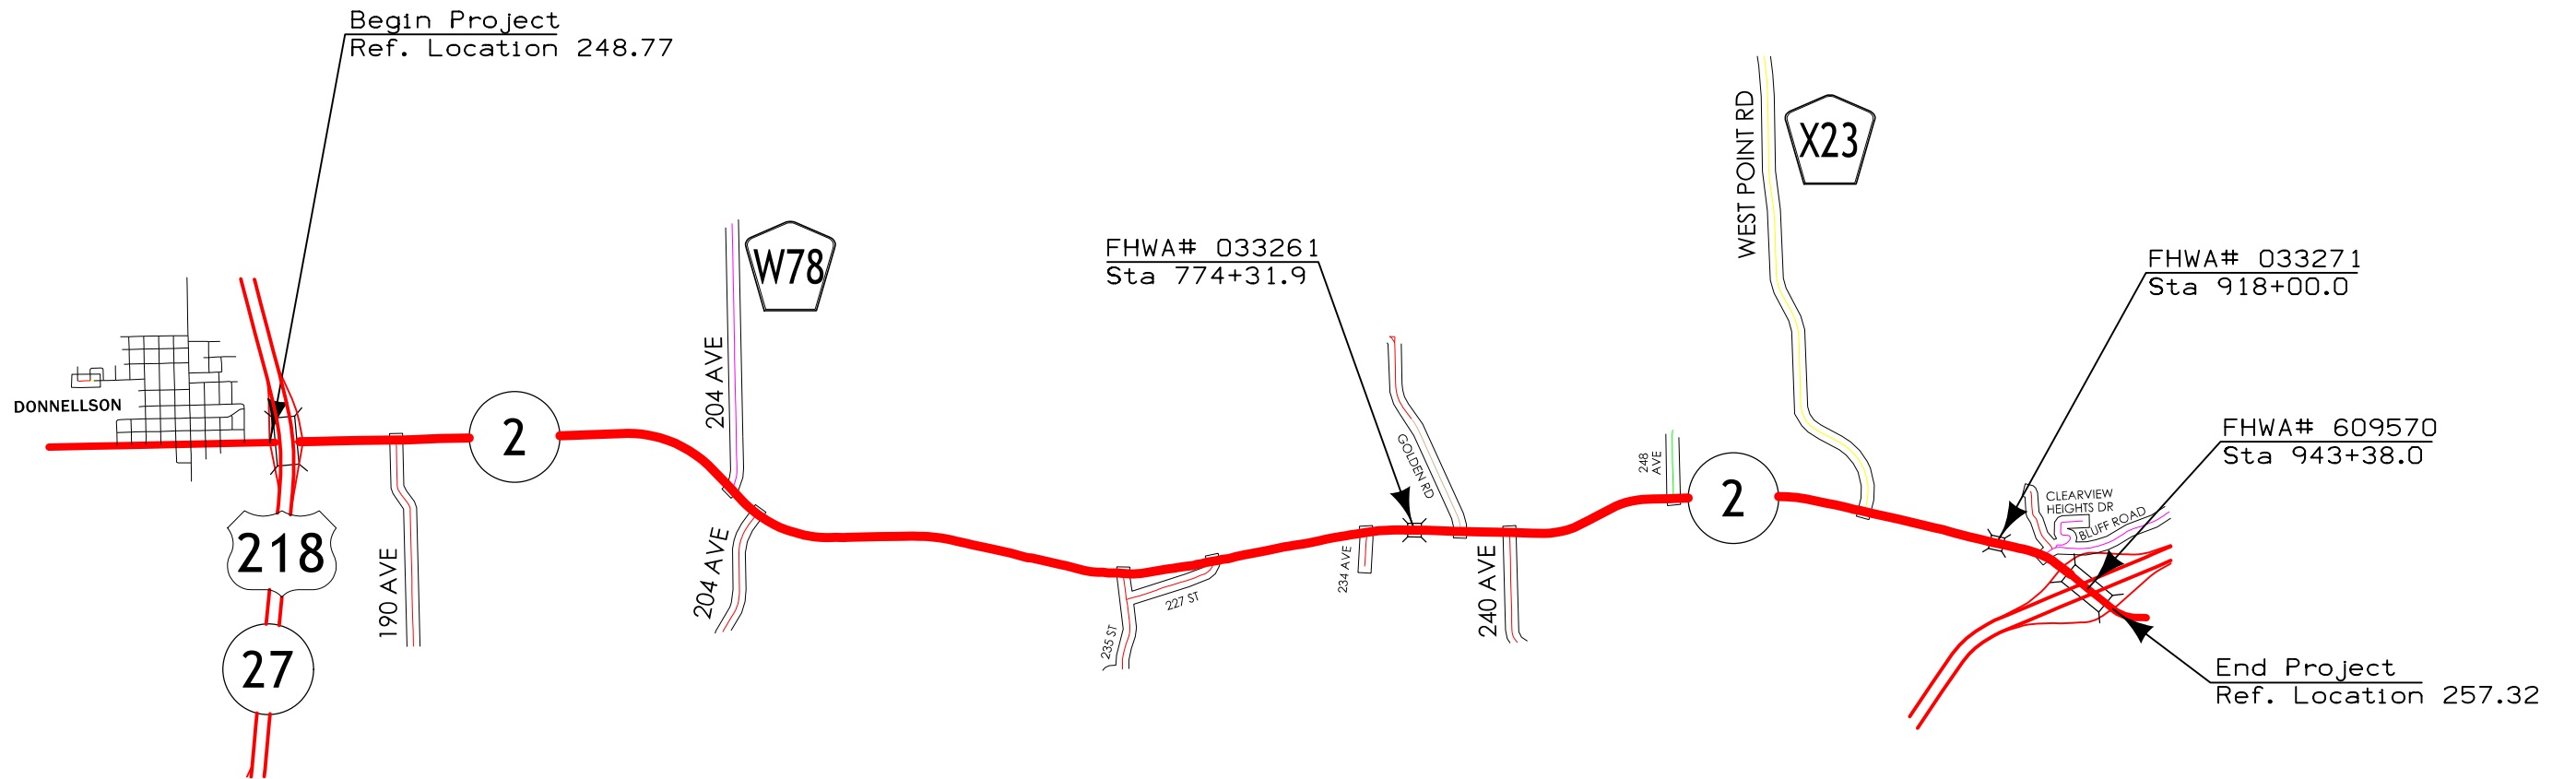 Begin Project
Ref. Location 248.77
WEST POINT RD
X23
W78
FHWA# 033261
Sta 774+31.9
FHWA# 033271
Sta 918+00.0
204 AVE
DONNELLSON
2
GOLDEN RD
248
AVE
2
FHWA# 609570
Sta 943+38.0
CLEARVIEW
HEIGHTS DR
BLUFF ROAD
218
190 AVE
204 AVE
227 ST
235 ST
234 AVE
240 AVE
27
End Project
Ref. Location 257.32